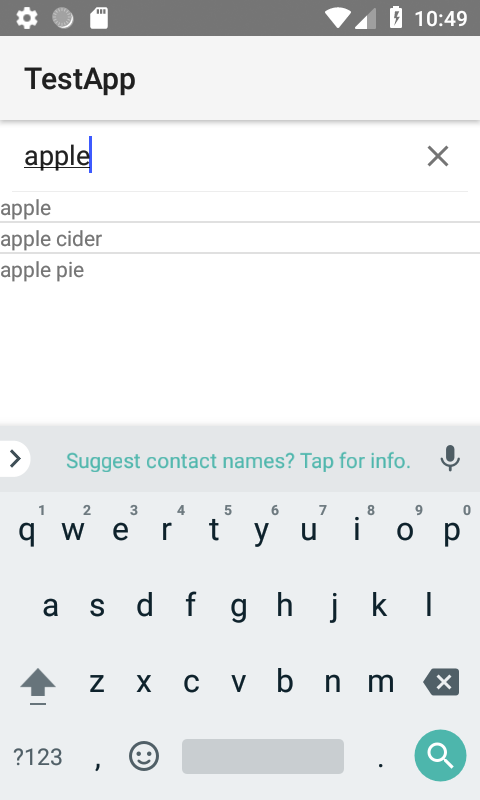 10:49
TestApp
apple
apple
apple cider
apple pie
Suggest contact names? Tap for info.
1 2 3 4 5 6 7 8 9 0
q w e r t y u i o p
a s d f g h j k l
z x c v b n m
?123 , .